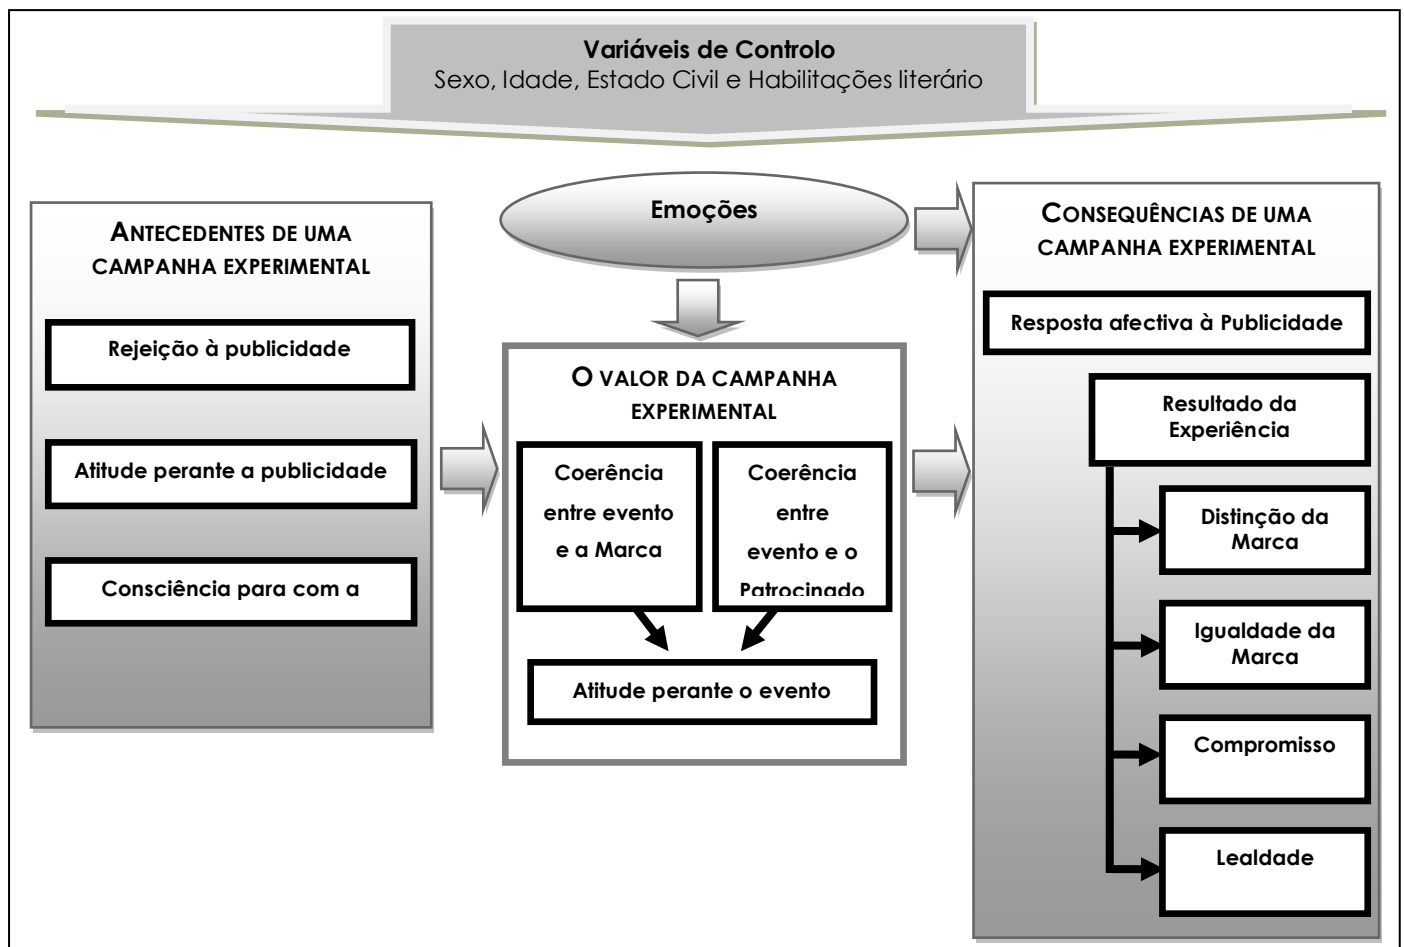 Variáveis de Controlo
Sexo, Idade, Estado Civil e Habilitações literário
Emoções
ANTECEDENTES DE UMA
CAMPANHA EXPERIMENTAL
Rejeição à publicidade
Atitude perante a publicidade
Consciência para com a
O VALOR DA CAMPANHA
EXPERIMENTAL
Coerência
entre evento
e a Marca
Coerência
entre
evento e o
Patrocinado
Atitude perante o evento
CONSEQUÊNCIAS DE UMA
CAMPANHA EXPERIMENTAL
Resposta afectiva à Publicidade
Resultado da
Experiência
Distinção da
Marca
Igualdade da
Marca
Compromisso
Lealdade